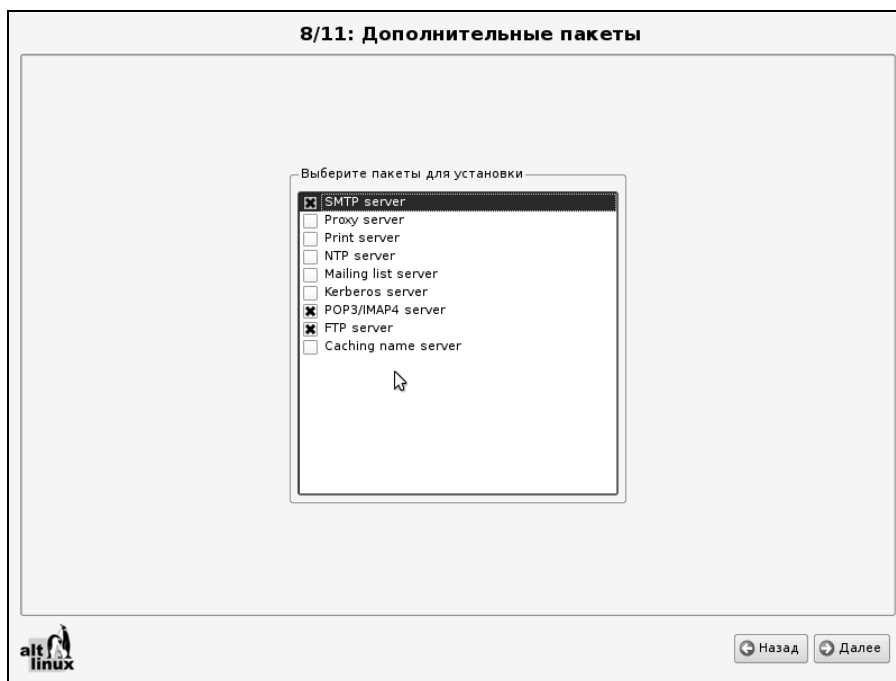 8/11: Дополнительные пакеты
Выберите пакеты для установки
SMTP server
Proxy server
Print server
NTP server
Mailing list server
Kerberos server
POP3/IMAP4 server
FTP server
Caching name server
alt
linux
Назад
Далее